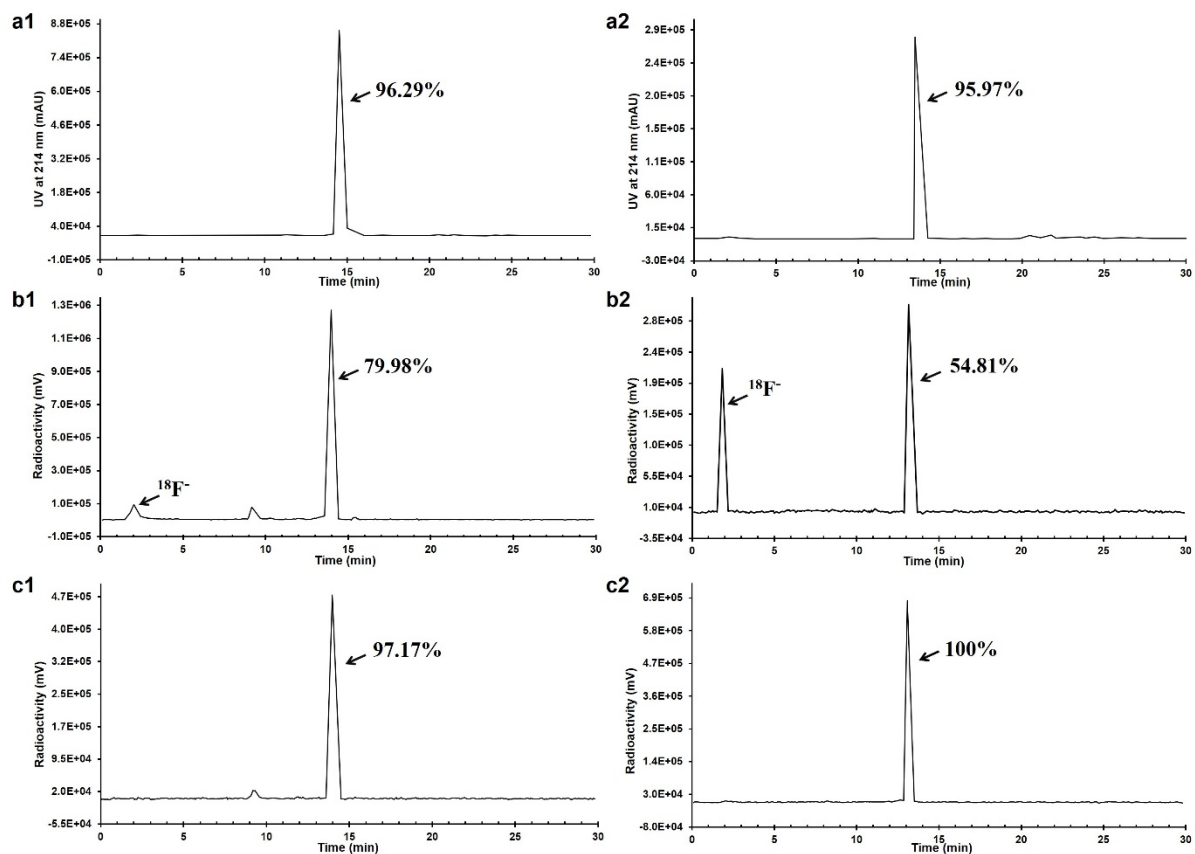 a1
8.8E+05
7.4E+05
6.0E+05
4.6E+05
3.2E+05
1.8E+05
4.0E+04
-1.0E+05
UV at 214 nm (mAU)
96.29%
0 5 10 15 20 25 30
Time (min)
a2
2.9E+05
2.4E+05
2.0E+05
1.5E+05
1.1E+05
6.0E+04
1.5E+04
-3.0E+04
UV at 214 nm (mAU)
95.97%
0 5 10 15 20 25 30
Time (min)
b1
1.3E+06
1.1E+06
9.0E+05
7.0E+05
5.0E+05
3.0E+05
1.0E+05
-1.0E+05
Radioactivity (mV)
79.98%
¹⁸F⁻
0 5 10 15 20 25 30
Time (min)
b2
2.8E+05
2.4E+05
1.9E+05
1.5E+05
1.0E+05
5.5E+04
1.0E+04
-3.5E+04
Radioactivity (mV)
54.81%
¹⁸F⁻
0 5 10 15 20 25 30
Time (min)
c1
4.7E+05
4.0E+05
3.2E+05
2.5E+05
1.7E+05
9.5E+04
2.0E+04
-5.5E+04
Radioactivity (mV)
97.17%
0 5 10 15 20 25 30
Time (min)
c2
6.9E+05
5.8E+05
4.7E+05
3.6E+05
2.5E+05
1.4E+05
3.0E+04
-8.0E+04
Radioactivity (mV)
100%
0 5 10 15 20 25 30
Time (min)